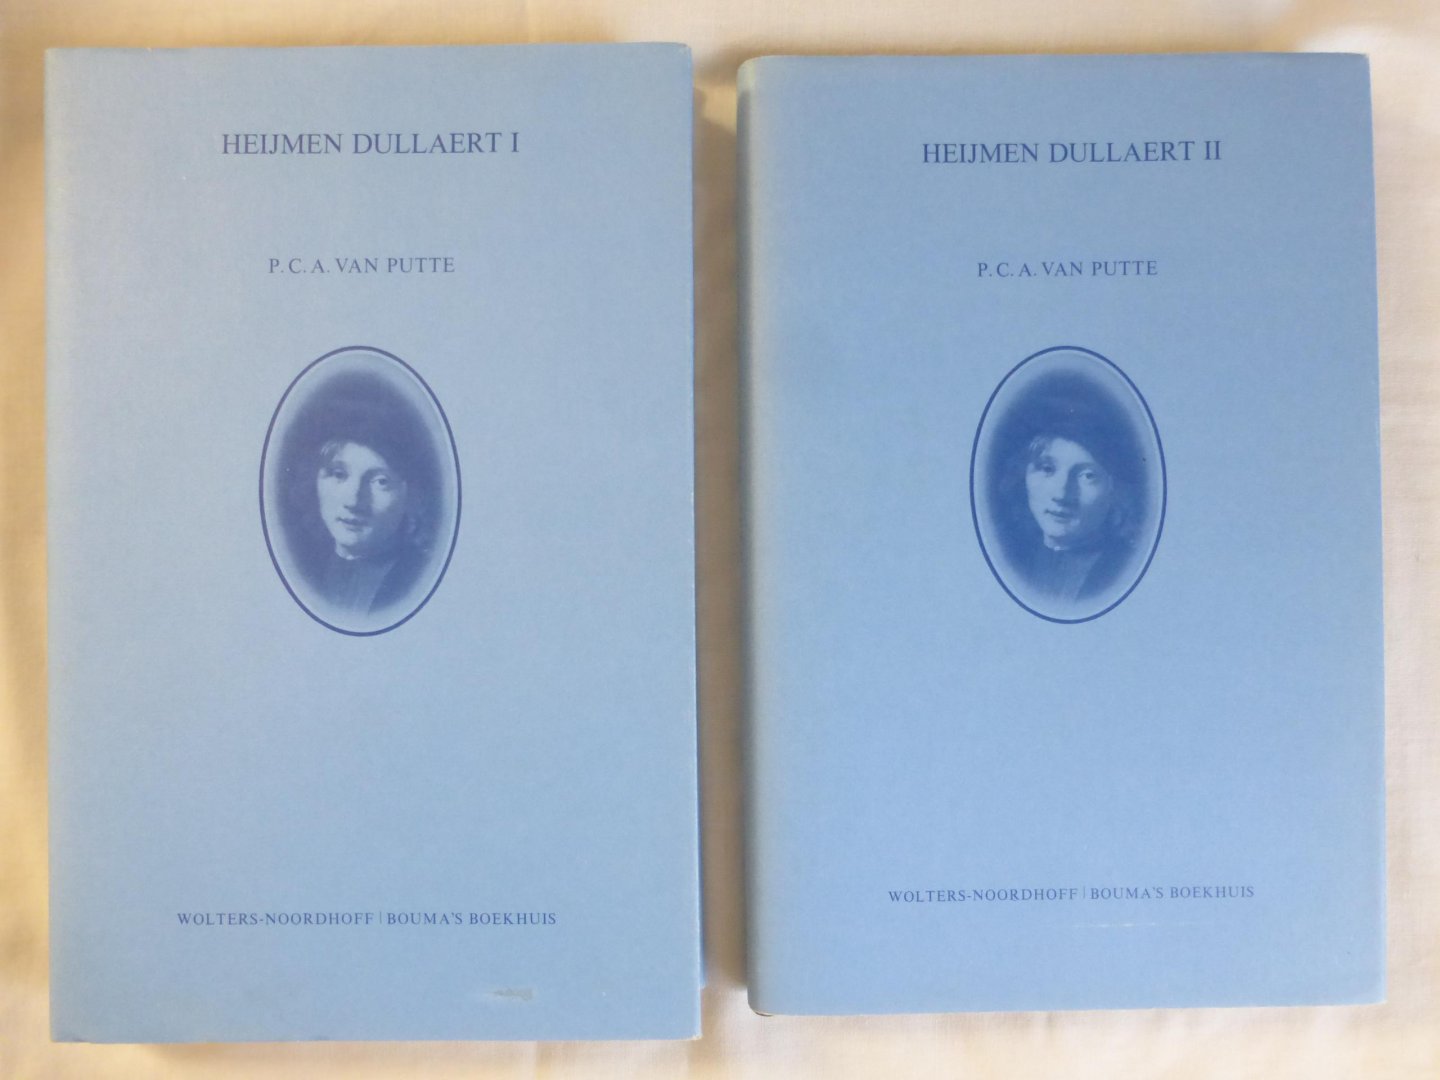 HEIJMEN DULLAERT I
P. C. A. VAN PUTTE
WOLTERS-NOORDHOFF | BOUMA'S BOEKHUIS
HEIJMEN DULLAERT II
P. C. A. VAN PUTTE
WOLTERS-NOORDHOFF | BOUMA'S BOEKHUIS